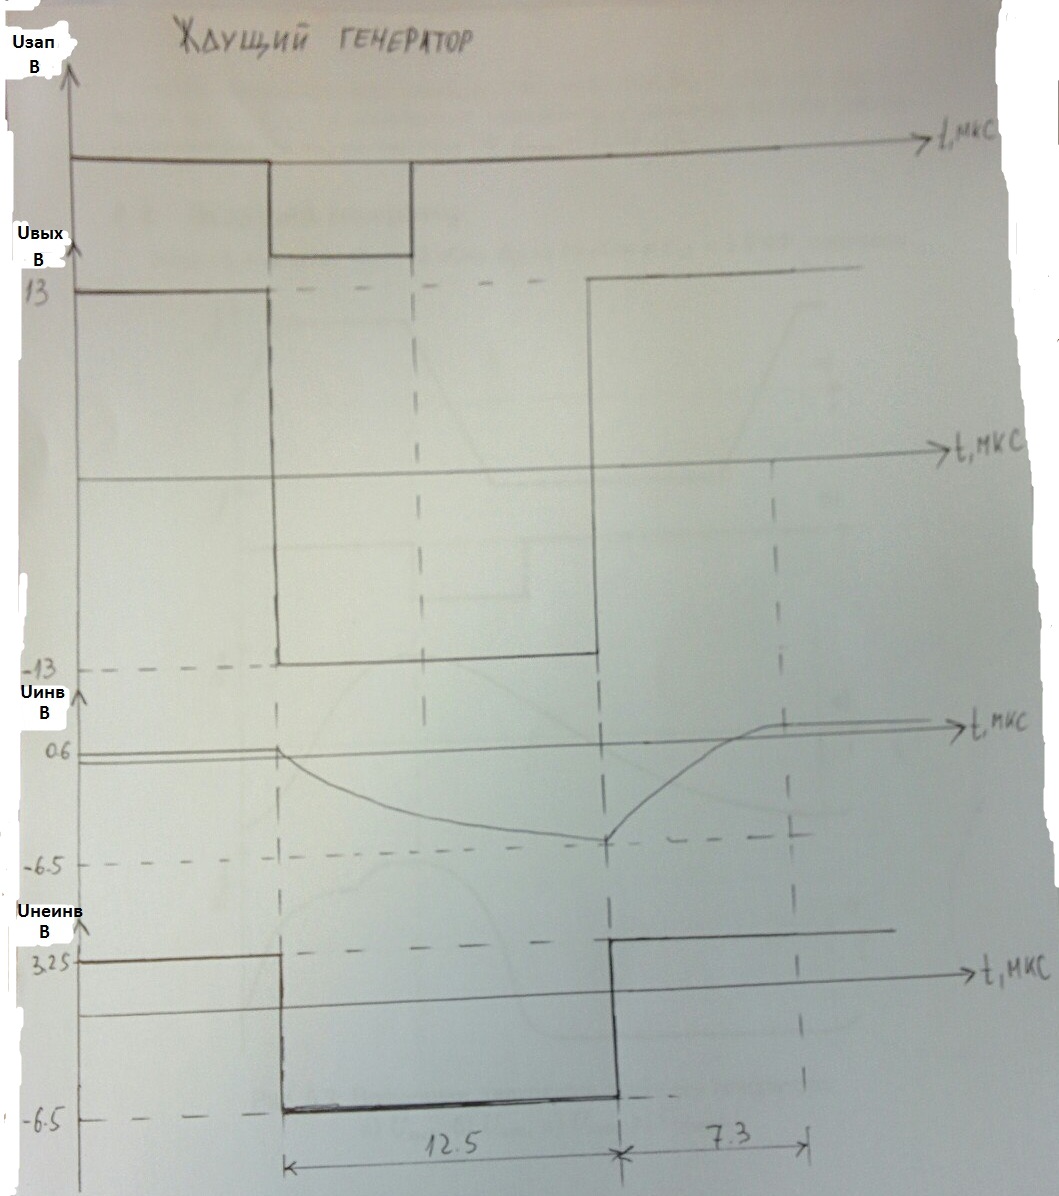 Ждущий генератор
Uзап
В
t, мкс
Uвых
В
13
t, мкс
-13
Uинв
В
0.6
t, мкс
-6.5
Uнеинв
В
3.25
t, мкс
-6.5
12.5
7.3